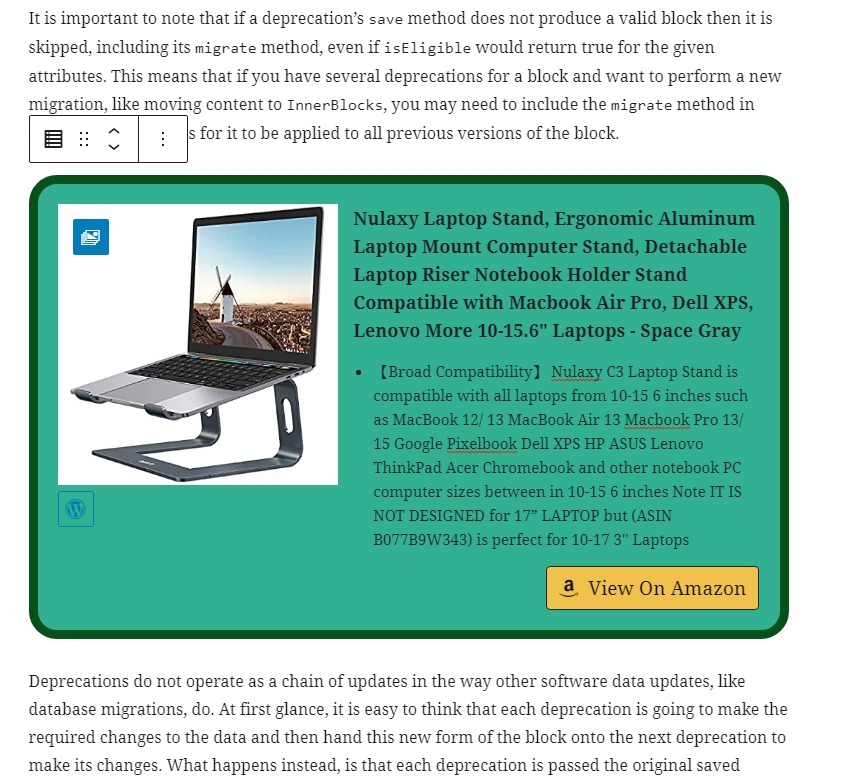 It is important to note that if a deprecation’s save method does not produce a valid block then it is
skipped, including its migrate method, even if isEligible would return true for the given
attributes. This means that if you have several deprecations for a block and want to perform a new
migration, like moving content to InnerBlocks, you may need to include the migrate method in
s for it to be applied to all previous versions of the block.
Nulaxy Laptop Stand, Ergonomic Aluminum
Laptop Mount Computer Stand, Detachable
Laptop Riser Notebook Holder Stand
Compatible with Macbook Air Pro, Dell XPS,
Lenovo More 10-15.6" Laptops - Space Gray
• 【Broad Compatibility】 Nulaxy C3 Laptop Stand is
compatible with all laptops from 10-15 6 inches such
as MacBook 12/ 13 MacBook Air 13 Macbook Pro 13/
15 Google Pixelbook Dell XPS HP ASUS Lenovo
ThinkPad Acer Chromebook and other notebook PC
computer sizes between in 10-15 6 inches Note IT IS
NOT DESIGNED for 17” LAPTOP but (ASIN
B077B9W343) is perfect for 10-17 3" Laptops
a View On Amazon
Deprecations do not operate as a chain of updates in the way other software data updates, like
database migrations, do. At first glance, it is easy to think that each deprecation is going to make the
required changes to the data and then hand this new form of the block onto the next deprecation to
make its changes. What happens instead, is that each deprecation is passed the original saved